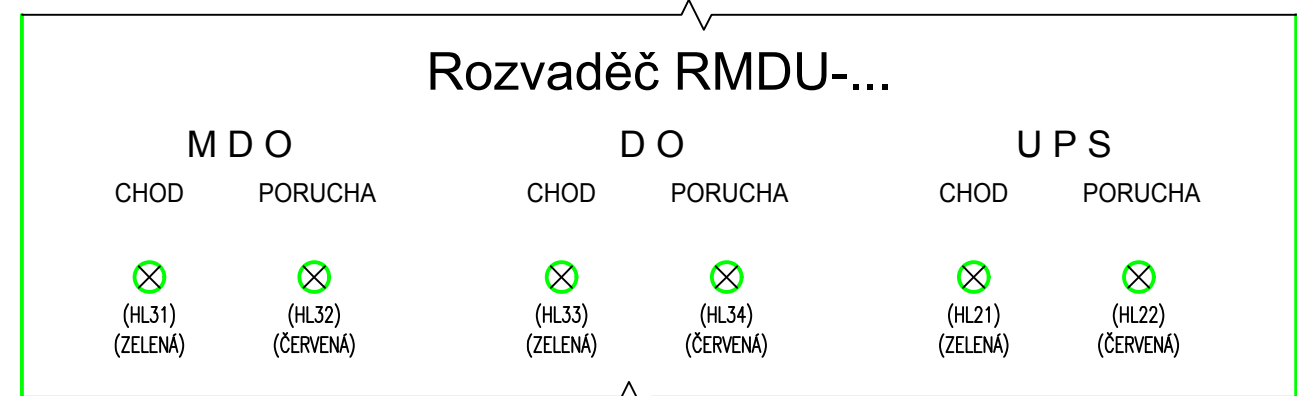 Rozvaděč RMDU-...
M D O D O U P S
CHOD PORUCHA CHOD PORUCHA CHOD PORUCHA
(HL31) (HL32) (HL33) (HL34) (HL21) (HL22)
(ZELENÁ) (ČERVENÁ) (ZELENÁ) (ČERVENÁ) (ZELENÁ) (ČERVENÁ)